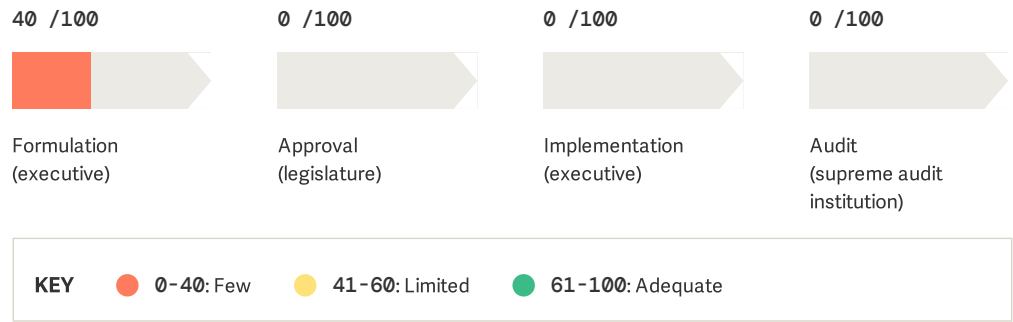 40 /100
0 /100
0 /100
0 /100
Formulation
(executive)
Approval
(legislature)
Implementation
(executive)
Audit
(supreme audit
institution)
KEY
0-40: Few
41-60: Limited
61-100: Adequate